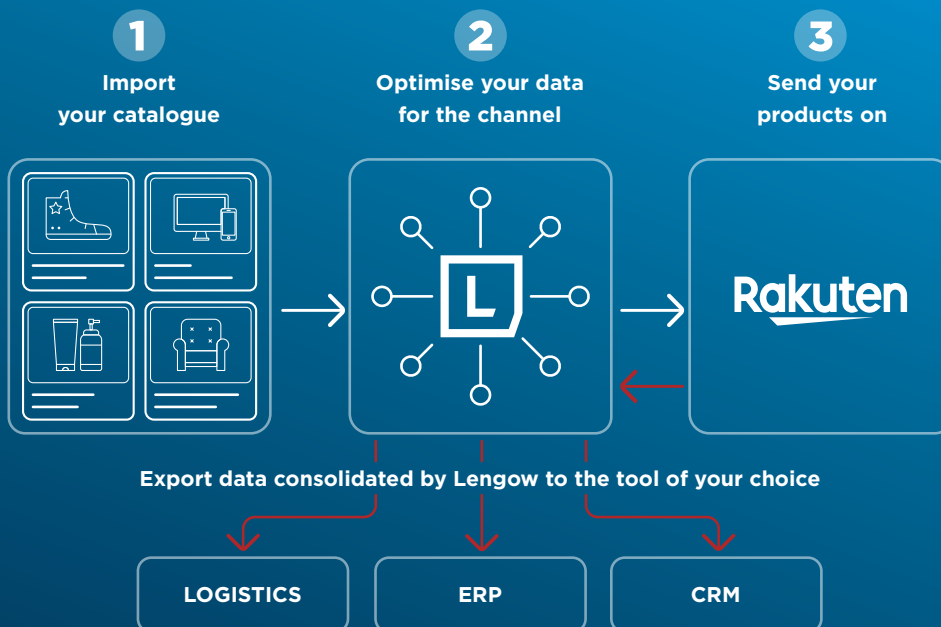 1
Import
your catalogue
2
Optimise your data
for the channel
3
Send your
products on
L
Rakuten
Export data consolidated by Lengow to the tool of your choice
LOGISTICS
ERP
CRM